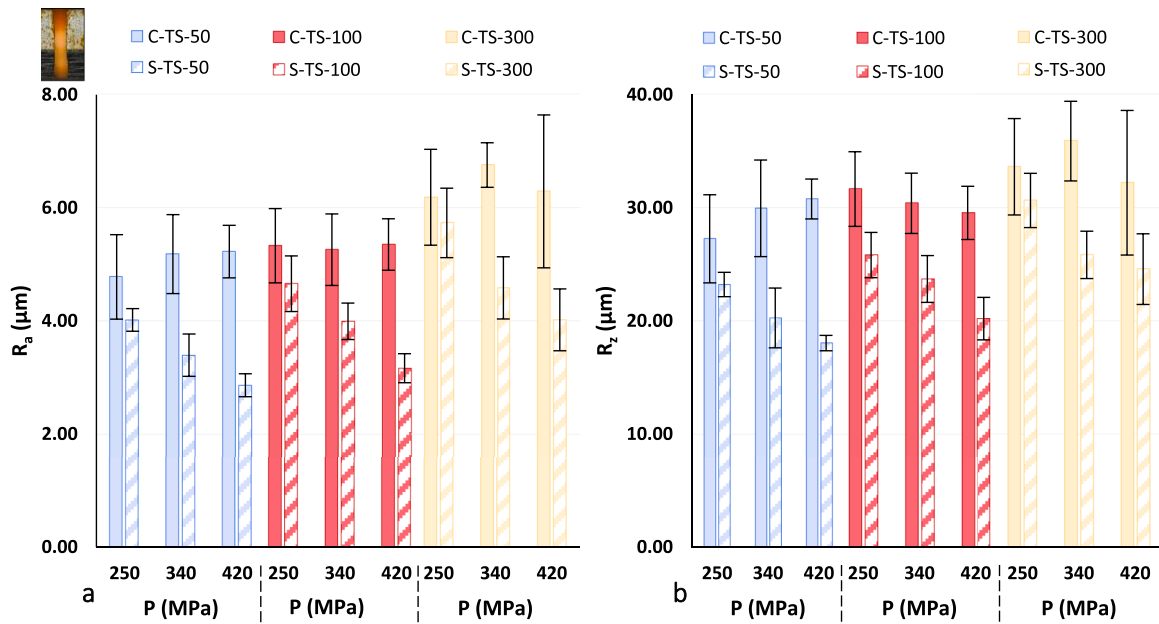 C-TS-50 C-TS-100 C-TS-300
S-TS-50 S-TS-100 S-TS-300
8.00
6.00
4.00
2.00
0.00
Ra (µm)
250 340 420 250 340 420 250 340 420
a
P (MPa) P (MPa) P (MPa)
C-TS-50 C-TS-100 C-TS-300
S-TS-50 S-TS-100 S-TS-300
40.00
30.00
20.00
10.00
0.00
Rz (µm)
250 340 420 250 340 420 250 340 420
b
P (MPa) P (MPa) P (MPa)